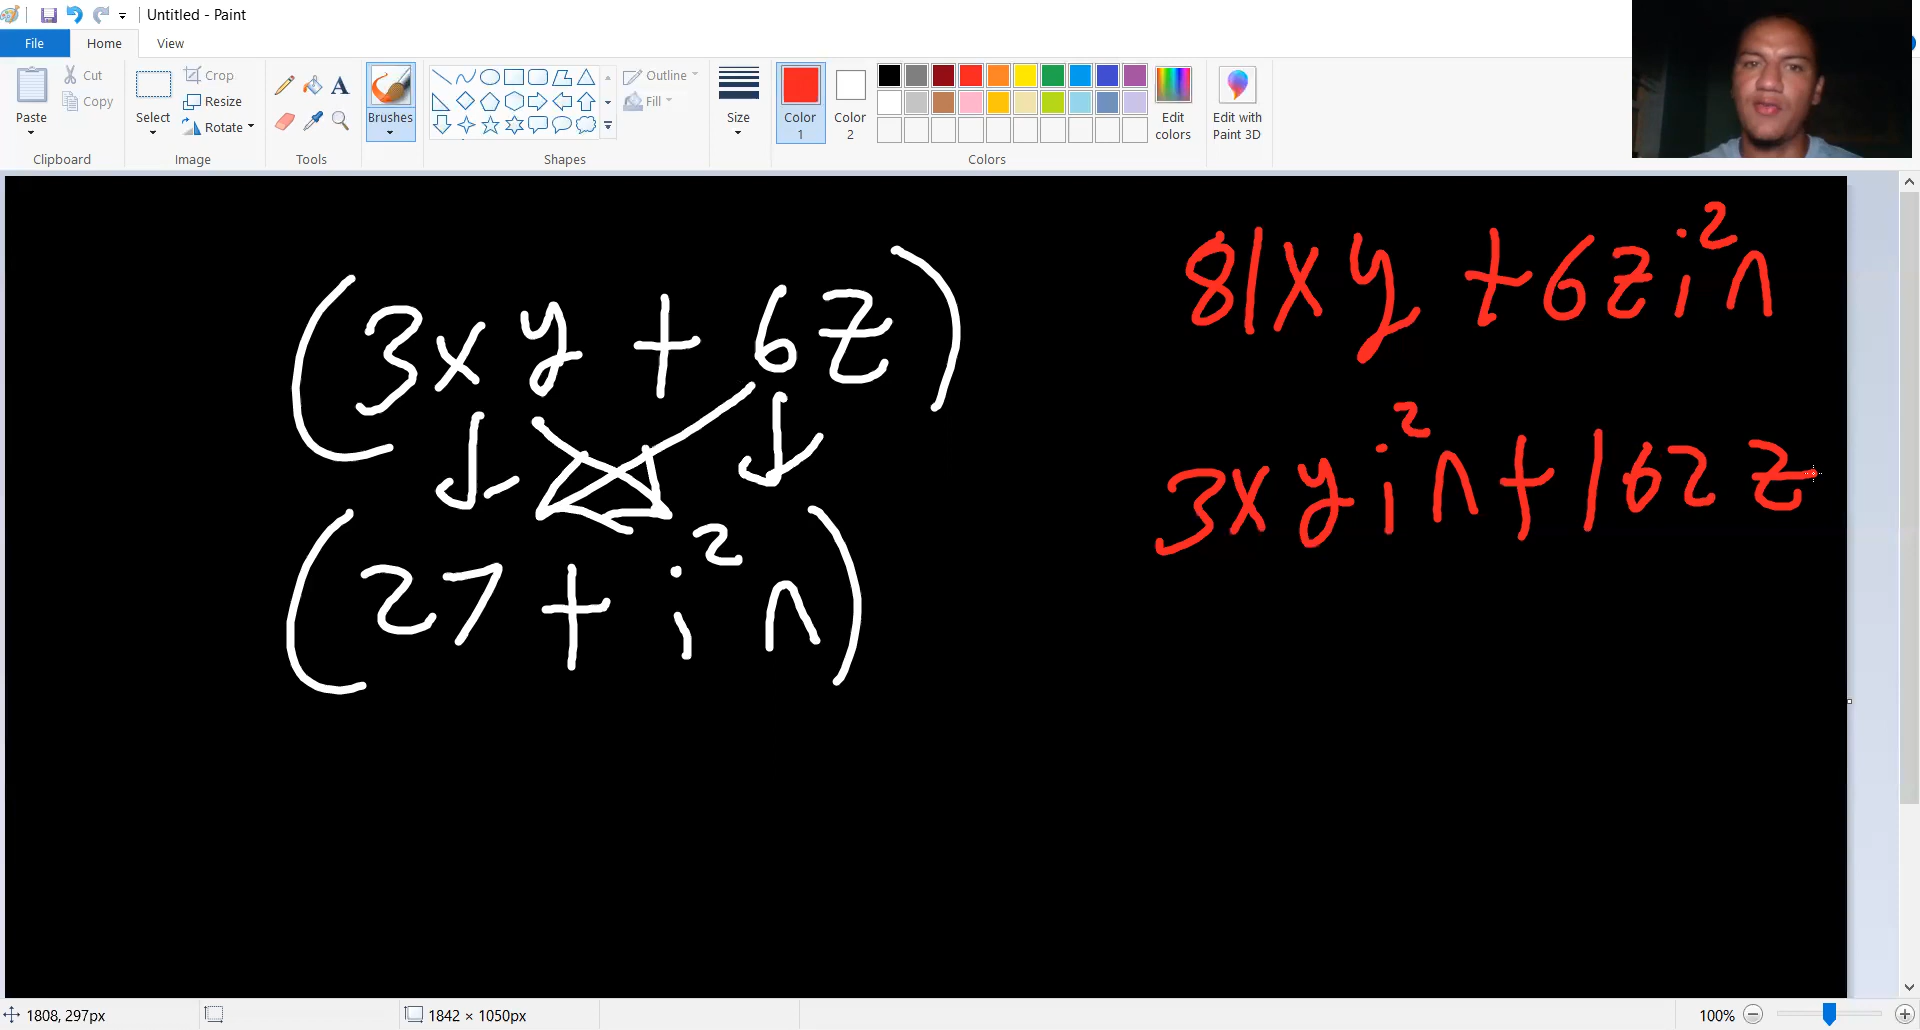 Untitled - Paint
File Home View
Paste
Cut
Copy
Clipboard
Select
Crop
Resize
Rotate
Image
A
Tools
Brushes
Outline
Fill
Shapes
Size
Color 1
Color 2
Edit colors
Edit with Paint 3D
Colors
(3xy + 6z)
(27 + i²n)
81xy + 6zi²n
3xyi²n + 162z
1808, 297px
1842 × 1050px
100%